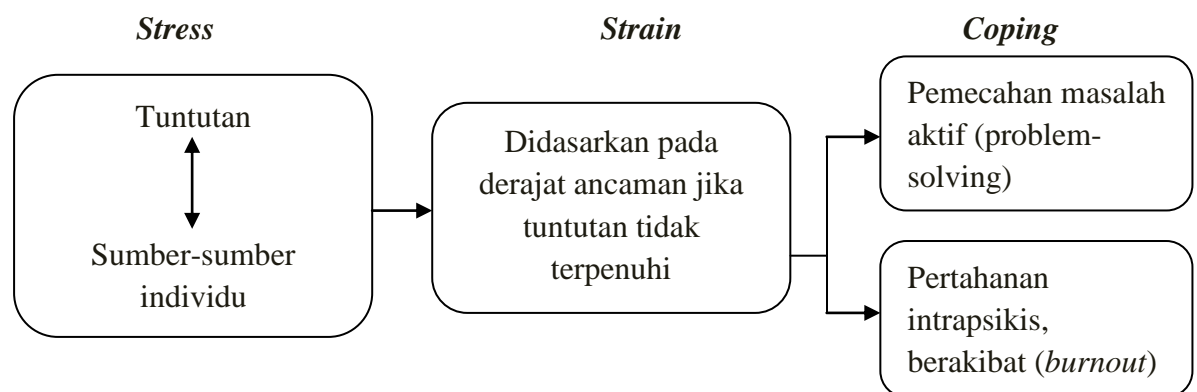 Stress
Strain
Coping
Tuntutan
Sumber-sumber
individu
Didasarkan pada
derajat ancaman jika
tuntutan tidak
terpenuhi
Pemecahan masalah
aktif (problem-
solving)
Pertahanan
intrapsikis,
berakibat (burnout)